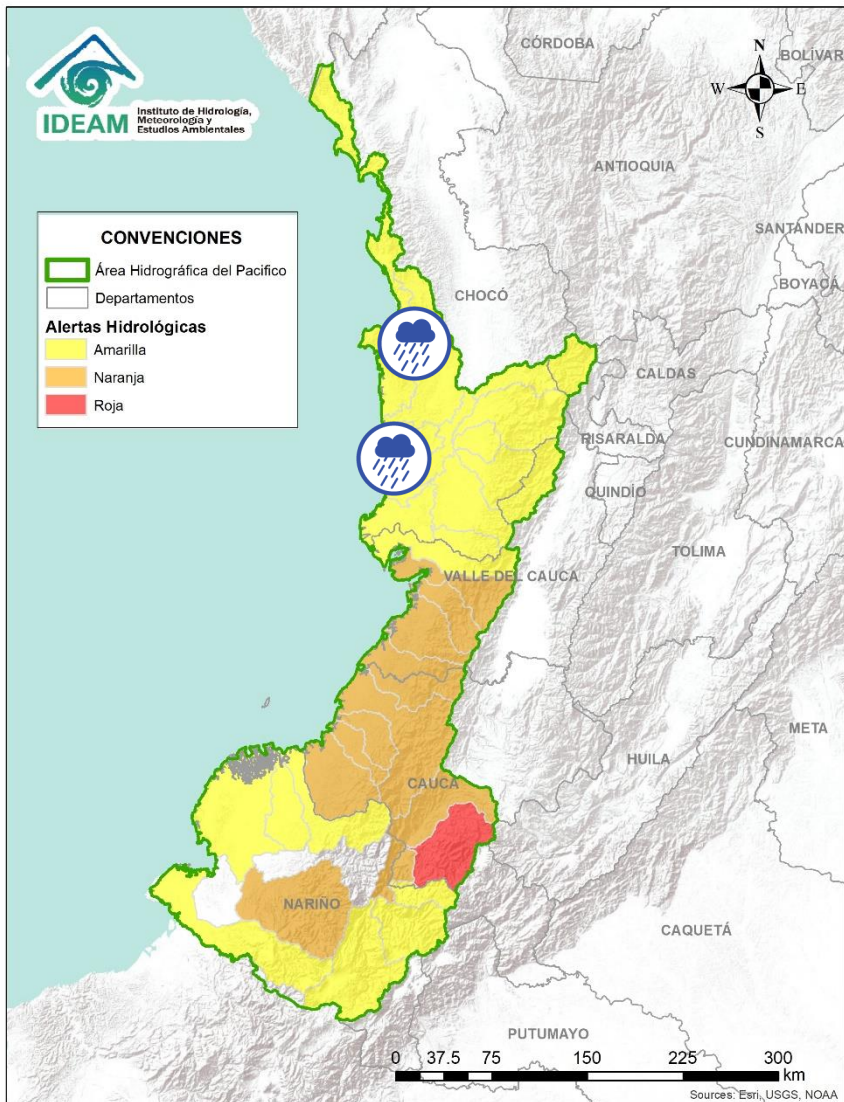 IDEAM
Instituto de Hidrología,
Meteorología y
Estudios Ambientales
N
W
E
S
CÓRDOBA
BOLÍVAR
ANTIOQUIA
SANTANDER
BOYACÁ
CHOCÓ
CALDAS
RISARALDA
CUNDINAMARCA
QUINDÍO
TOLIMA
VALLE DEL CAUCA
META
HUILA
CAUCA
NARIÑO
CAQUETÁ
PUTUMAYO
CONVENCIONES
Área Hidrográfica del Pacifico
Departamentos
Alertas Hidrológicas
Amarilla
Naranja
Roja
0 37.5 75 150 225 300
km
Sources: Esri, USGS, NOAA